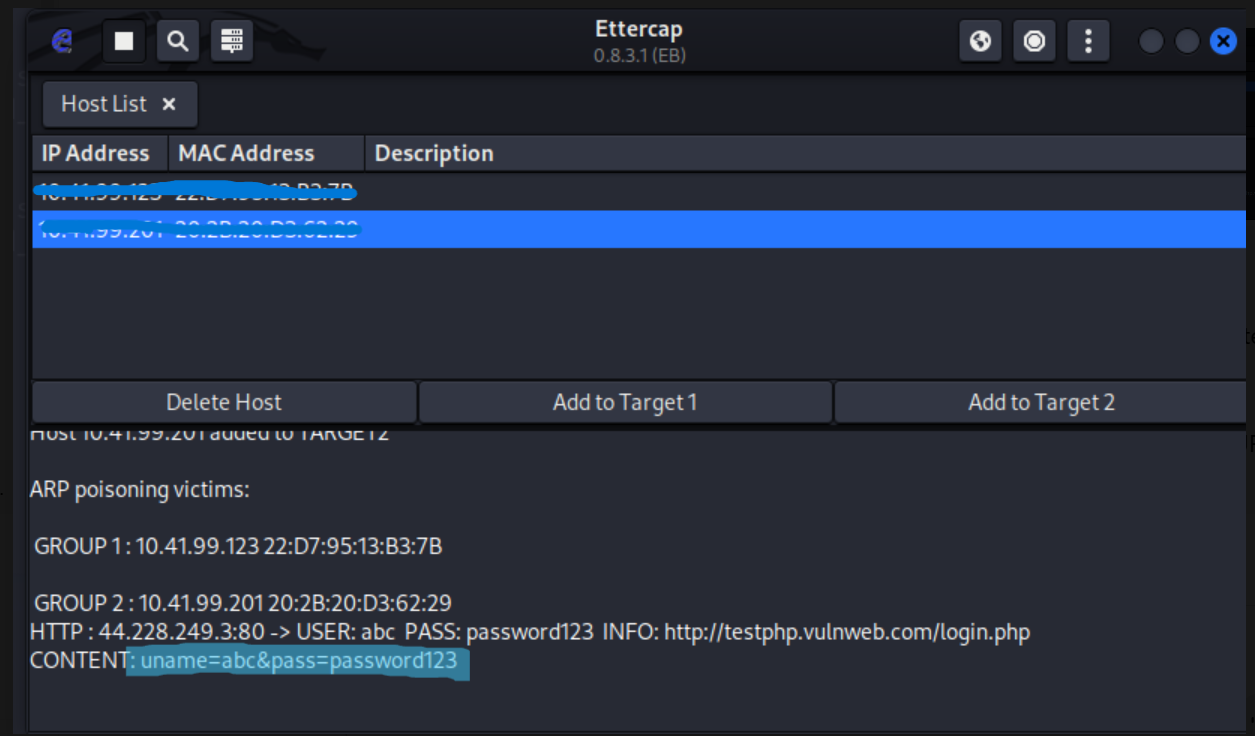 Ettercap
0.8.3.1 (EB)
Host List ×
IP Address MAC Address Description
Delete Host Add to Target 1 Add to Target 2
Host 10.41.99.201 added to TARGET2
ARP poisoning victims:
GROUP 1 : 10.41.99.123 22:D7:95:13:B3:7B
GROUP 2 : 10.41.99.201 20:2B:20:D3:62:29
HTTP : 44.228.249.3:80 -> USER: abc PASS: password123 INFO: http://testphp.vulnweb.com/login.php
CONTENT: uname=abc&pass=password123